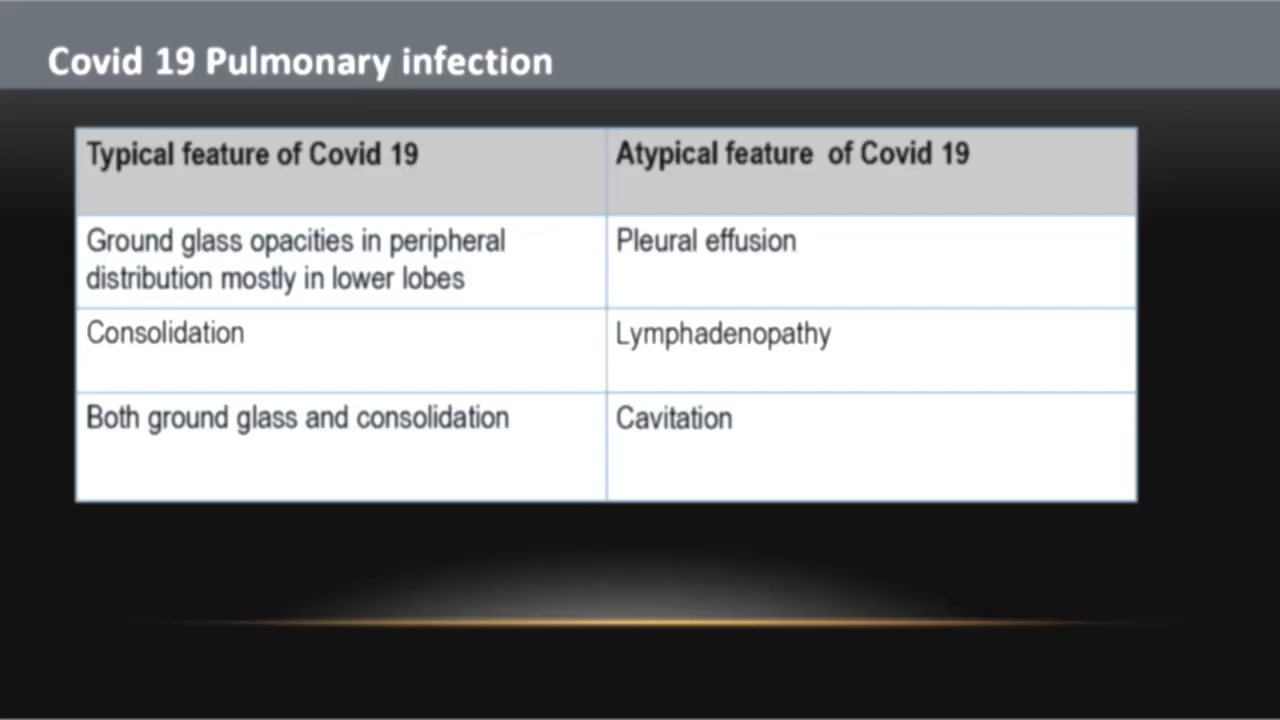 Covid 19 Pulmonary infection
Typical feature of Covid 19
Atypical feature of Covid 19
Ground glass opacities in peripheral
distribution mostly in lower lobes
Pleural effusion
Consolidation
Lymphadenopathy
Both ground glass and consolidation
Cavitation